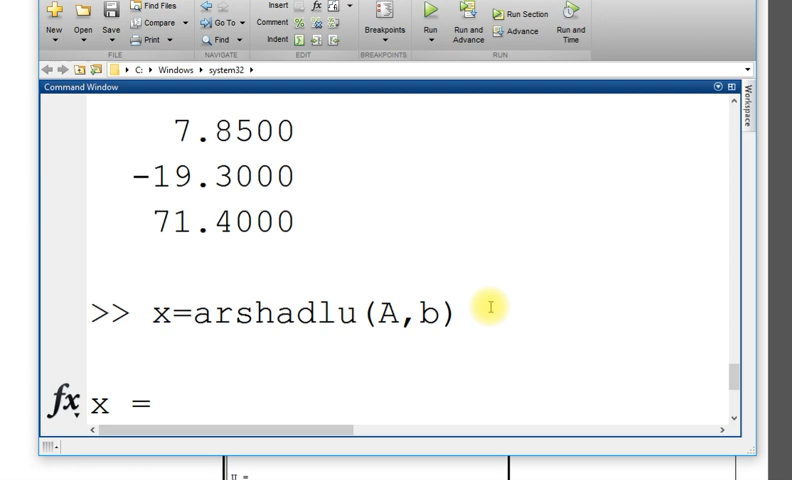 Insert fx
Find Files
Compare
Go To
Comment %
Run Section
New Open Save
Print
Find
Indent
Breakpoints
Run Run and Advance
Advance
Run and Time
FILE NAVIGATE EDIT BREAKPOINTS RUN
C: Windows system32
Command Window
Workspace
7.8500
-19.3000
71.4000
>> x=arshadlu(A,b)
fx x =
U =